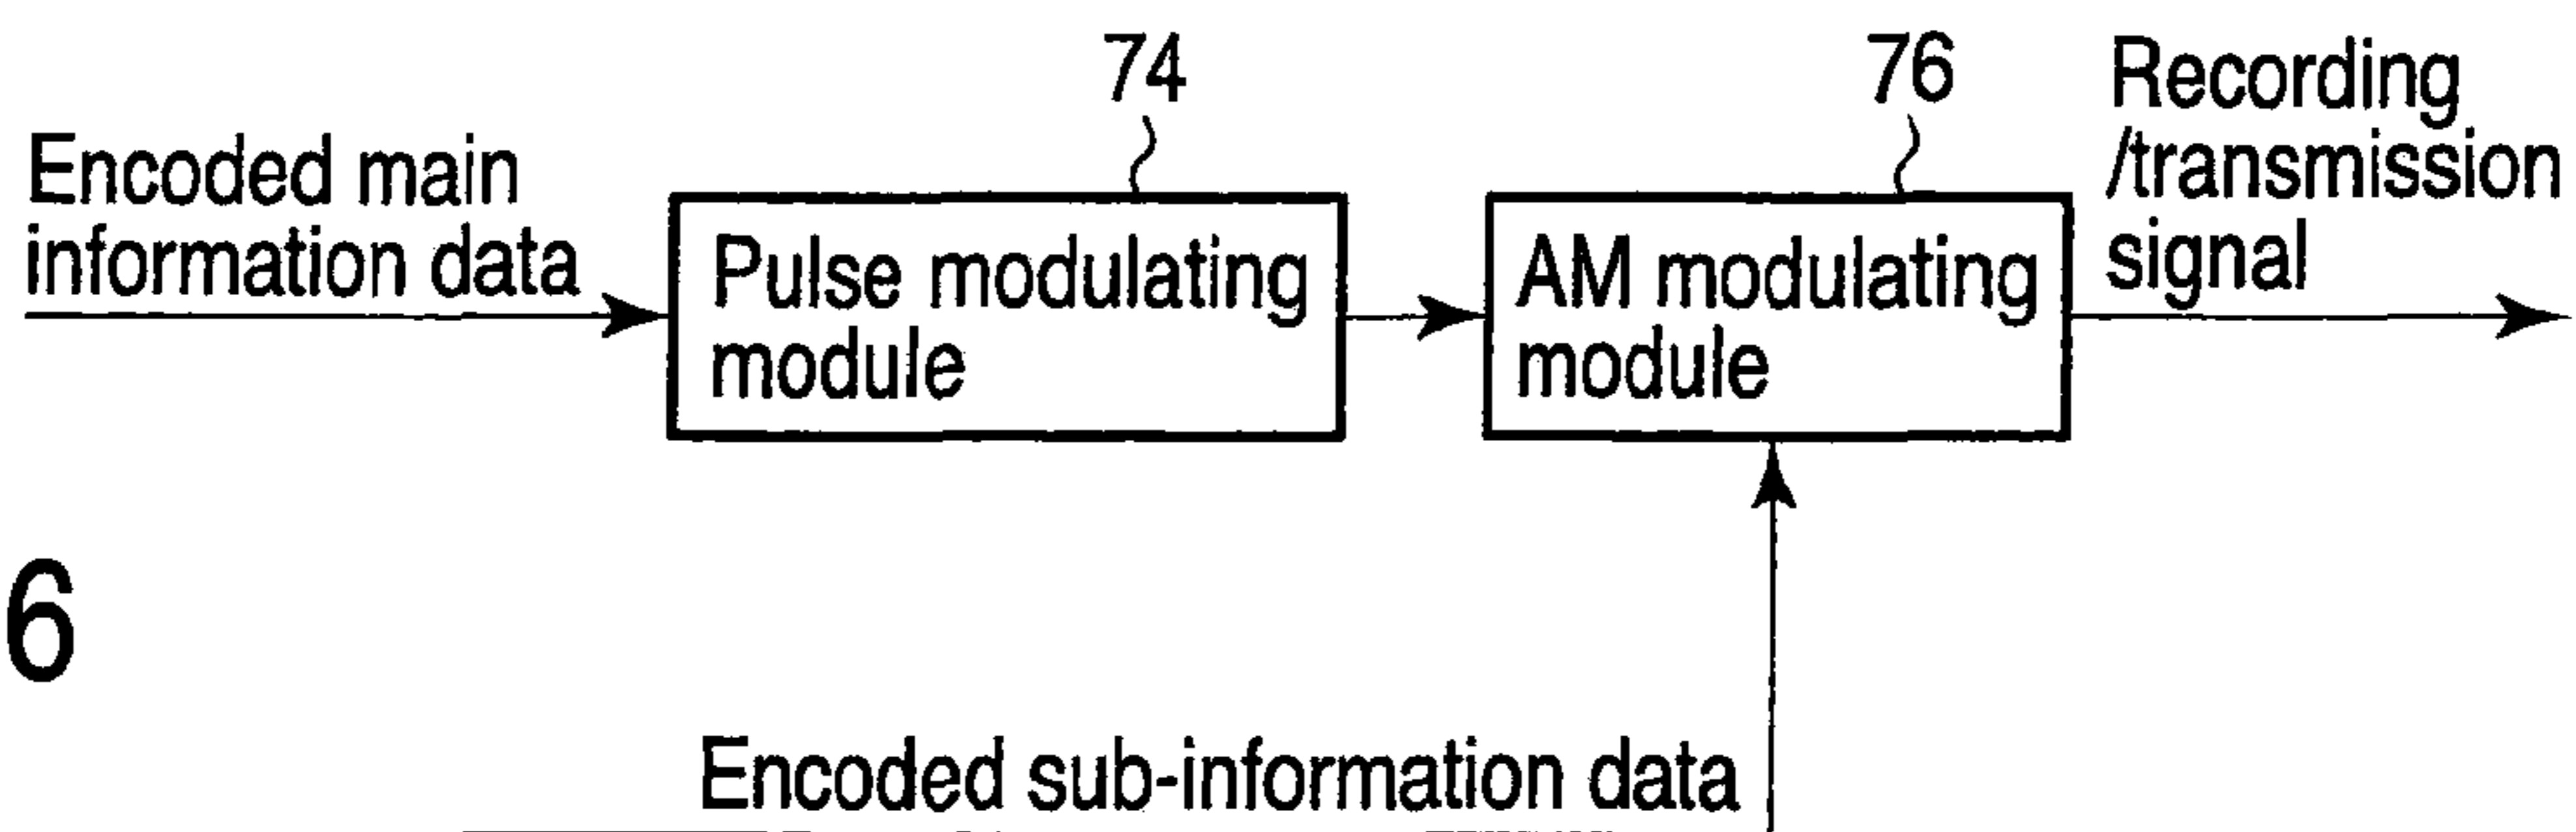 74
76
Recording
/transmission
signal
Encoded main
information data
Pulse modulating
module
AM modulating
module
6
Encoded sub-information data